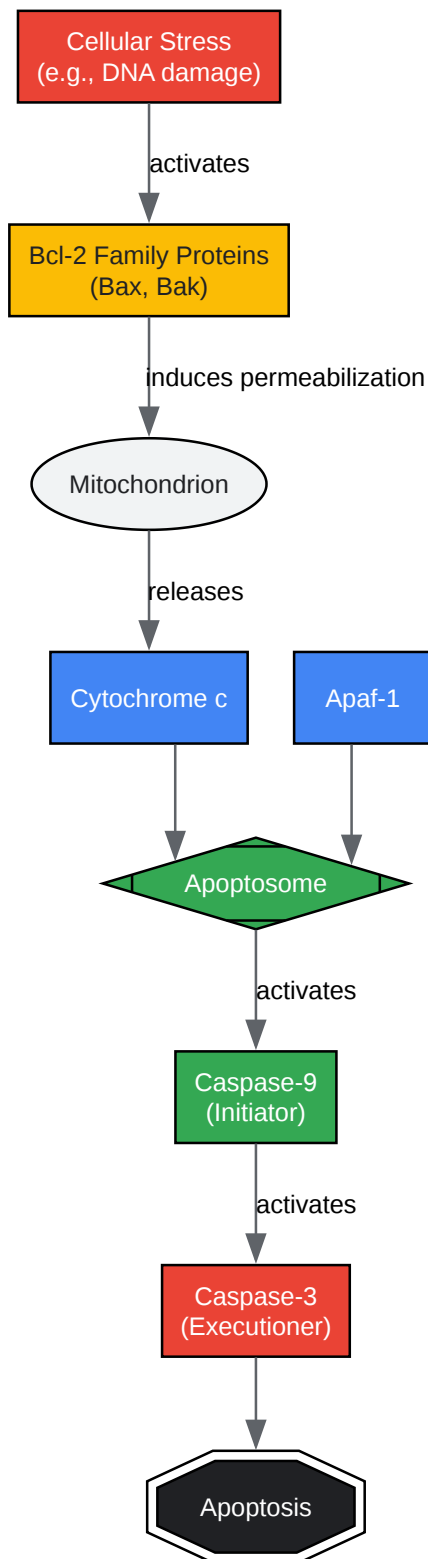 Cellular Stress
(e.g., DNA damage)
activates
Bcl-2 Family Proteins
(Bax, Bak)
induces permeabilization
Mitochondrion
releases
Cytochrome c
Apaf-1
Apoptosome
activates
Caspase-9
(Initiator)
activates
Caspase-3
(Executioner)
Apoptosis